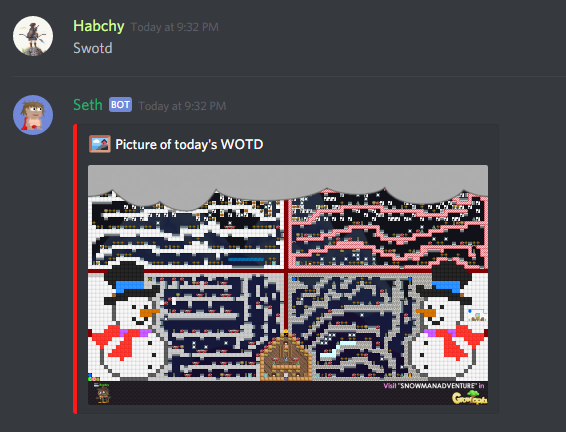 Habchy Today at 9:32 PM
Swotd
Seth BOT Today at 9:32 PM
Picture of today's WOTD
Visit "SNOWMANADVENTURE" in
Growtopia